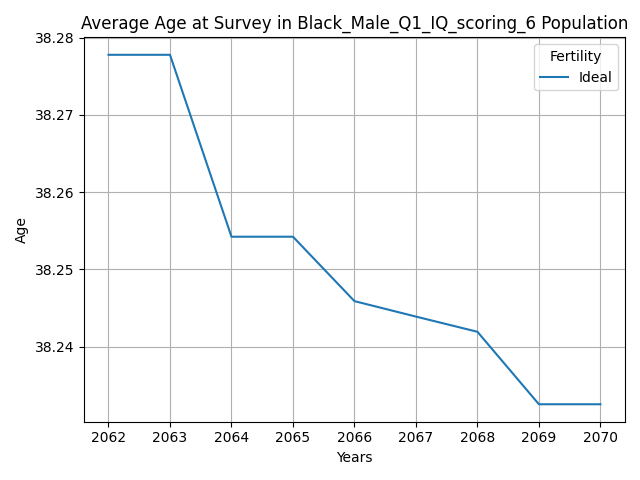 Average Age at Survey in Black_Male_Q1_IQ_scoring_6 Population
38.28
38.27
38.26
38.25
38.24
Age
Fertility
Ideal
2062 2063 2064 2065 2066 2067 2068 2069 2070
Years